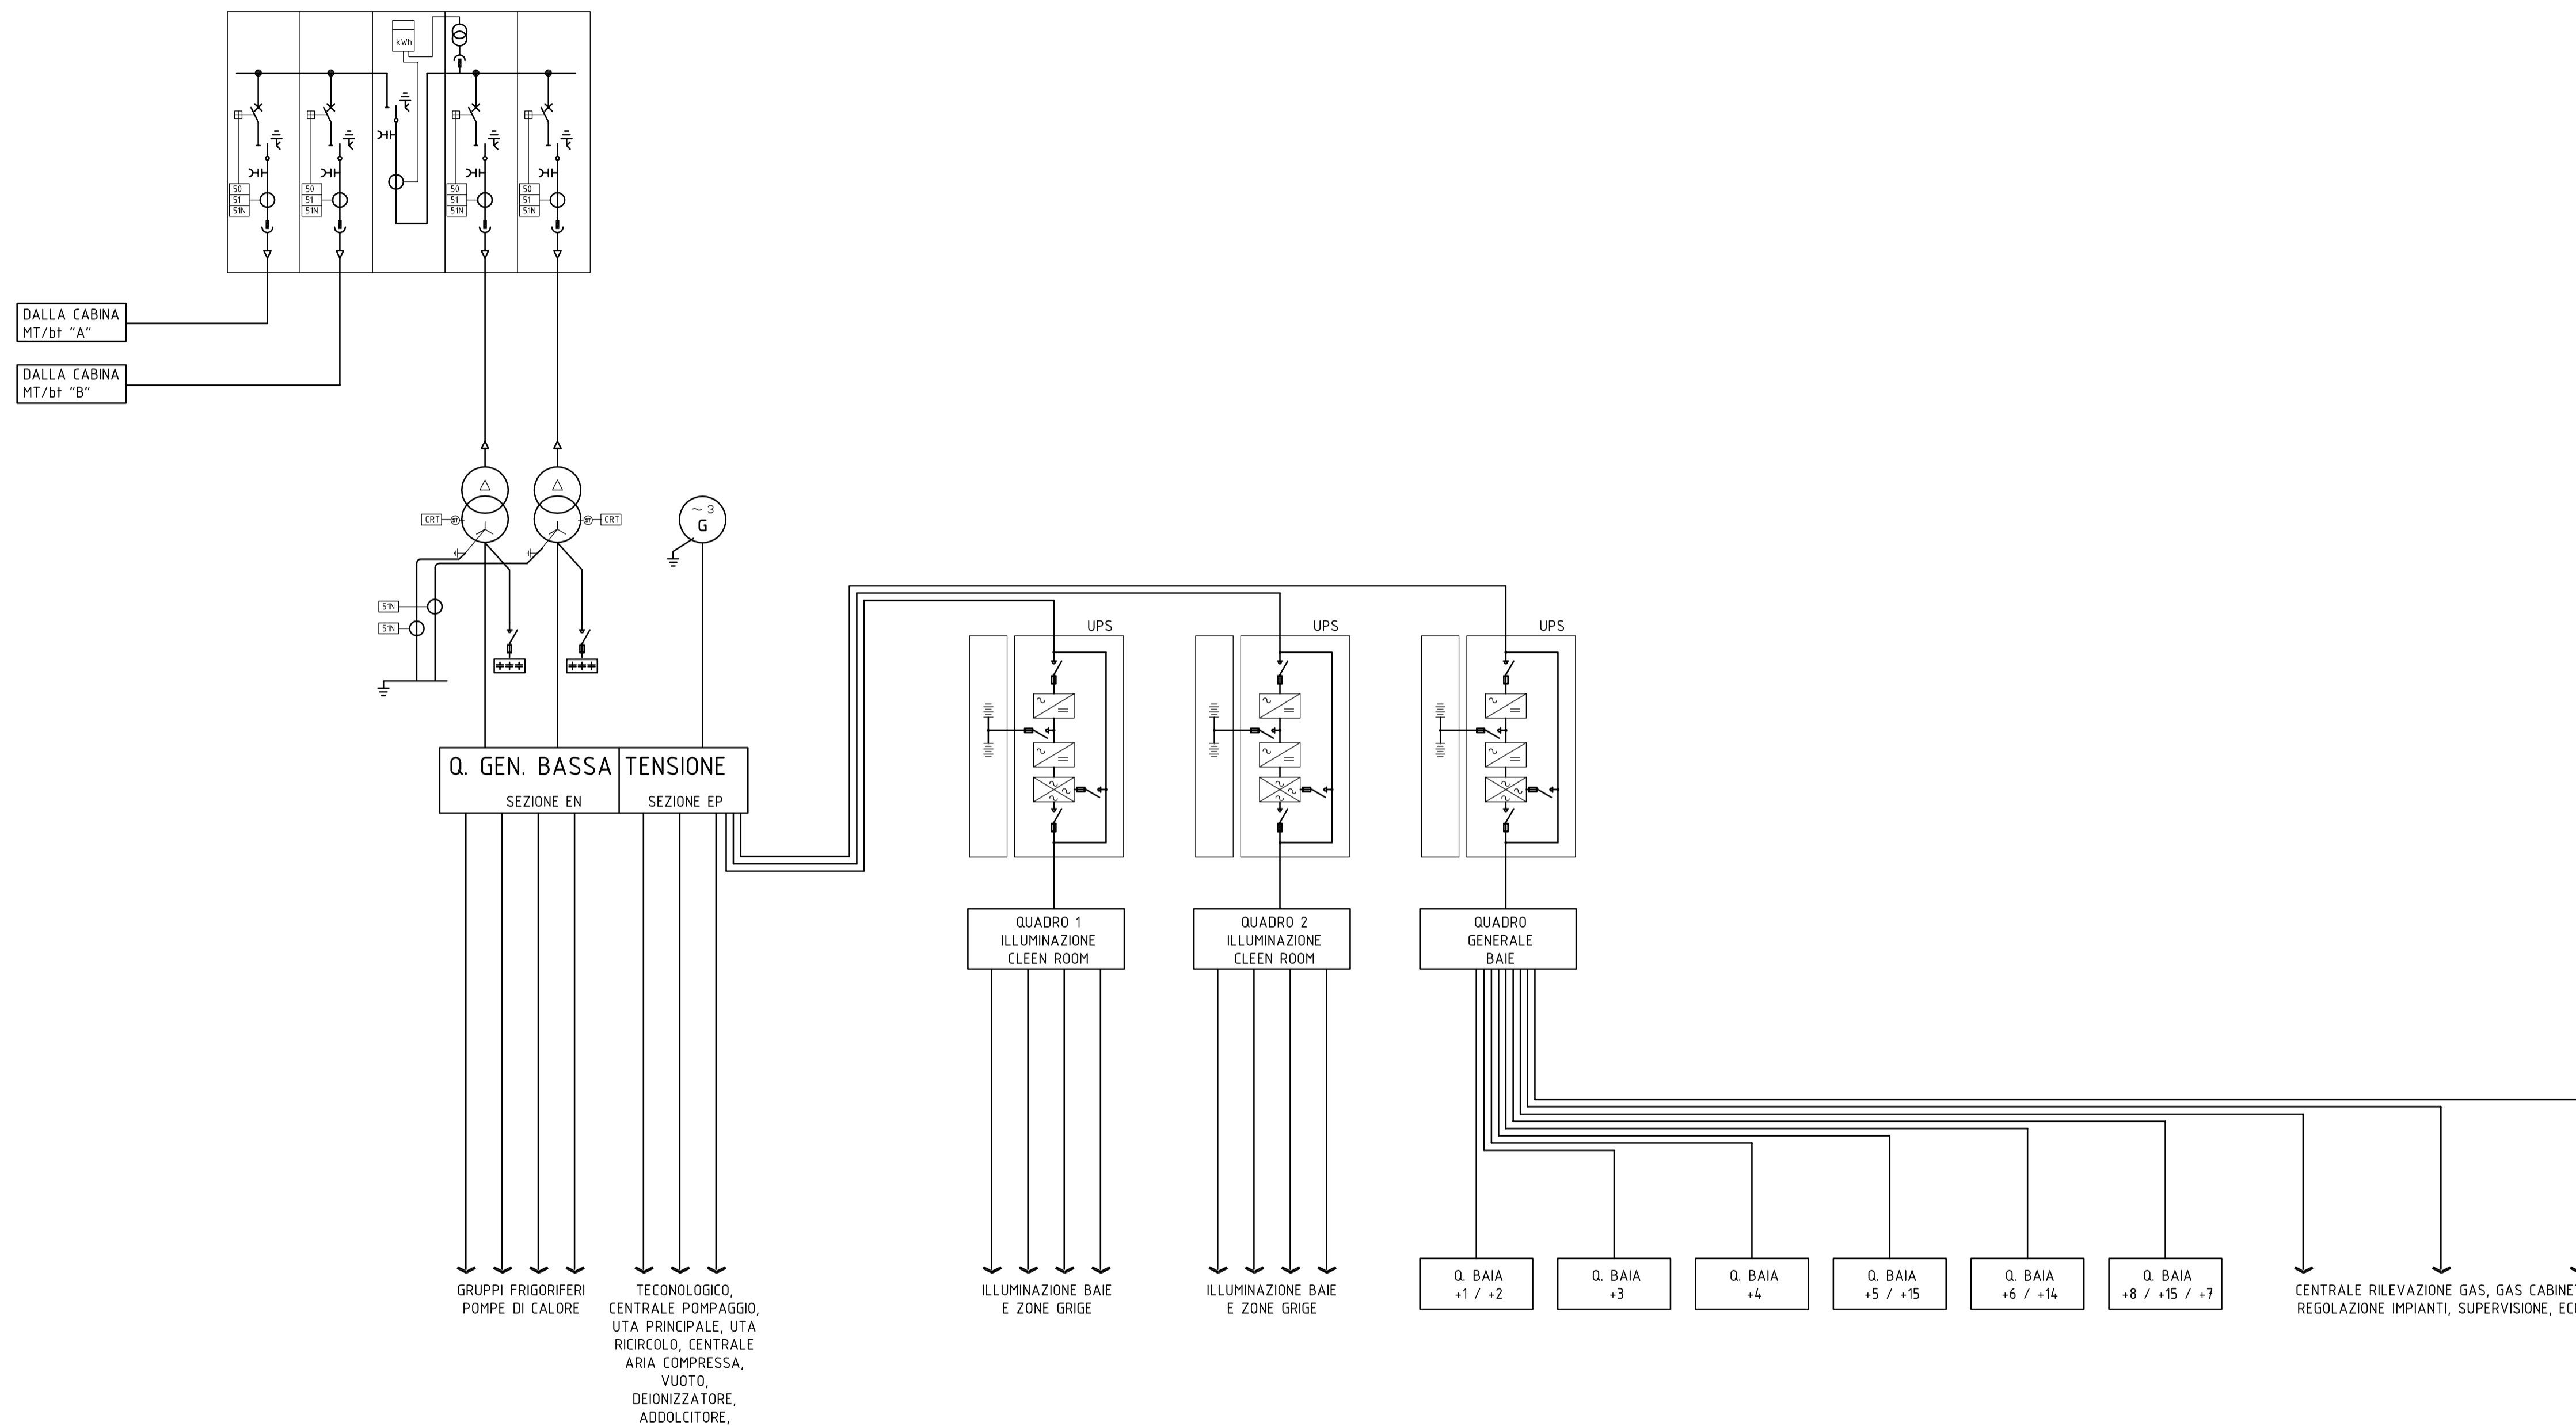 kWh
50
51
51N
50
51
51N
50
51
51N
50
51
51N
DALLA CABINA
MT/bt "A"
DALLA CABINA
MT/bt "B"
CRT
CRT
~ 3
G
51N
51N
UPS
UPS
UPS
Q. GEN. BASSA TENSIONE
SEZIONE EN
SEZIONE EP
QUADRO 1
ILLUMINAZIONE
CLEEN ROOM
QUADRO 2
ILLUMINAZIONE
CLEEN ROOM
QUADRO
GENERALE
BAIE
GRUPPI FRIGORIFERI
POMPE DI CALORE
TECONOLOGICO,
CENTRALE POMPAGGIO,
UTA PRINCIPALE, UTA
RICIRCOLO, CENTRALE
ARIA COMPRESSA,
VUOTO,
DEIONIZZATORE,
ADDOLCITORE,
ILLUMINAZIONE BAIE
E ZONE GRIGE
ILLUMINAZIONE BAIE
E ZONE GRIGE
Q. BAIA
+1 / +2
Q. BAIA
+3
Q. BAIA
+4
Q. BAIA
+5 / +15
Q. BAIA
+6 / +14
Q. BAIA
+8 / +15 / +7
CENTRALE RILEVAZIONE GAS, GAS
REGOLAZIONE IMPIANTI, SUPERVISIONE,